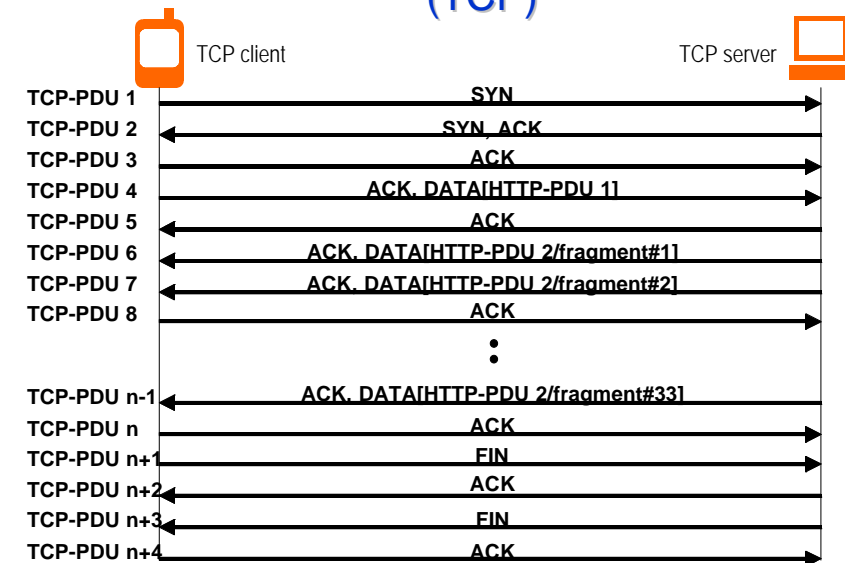 (TCP)
TCP client TCP server
TCP-PDU 1 SYN
TCP-PDU 2 SYN, ACK
TCP-PDU 3 ACK
TCP-PDU 4 ACK, DATA[HTTP-PDU 1]
TCP-PDU 5 ACK
TCP-PDU 6 ACK, DATA[HTTP-PDU 2/fragment#1]
TCP-PDU 7 ACK, DATA[HTTP-PDU 2/fragment#2]
TCP-PDU 8 ACK
TCP-PDU n-1 ACK, DATA[HTTP-PDU 2/fragment#33]
TCP-PDU n ACK
TCP-PDU n+1 FIN
TCP-PDU n+2 ACK
TCP-PDU n+3 FIN
TCP-PDU n+4 ACK